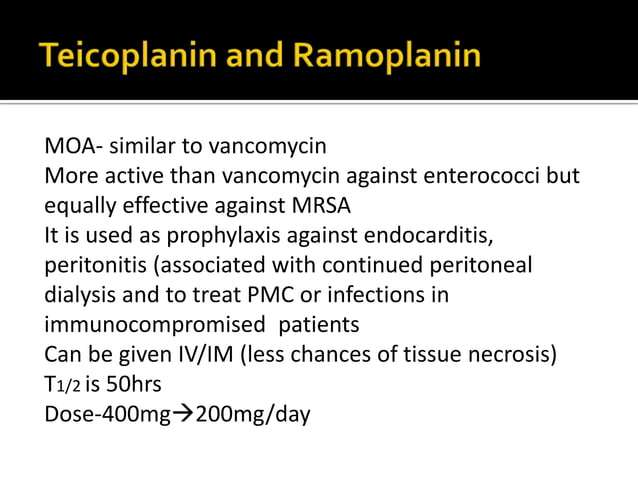 Teicoplanin and Ramoplanin
MOA- similar to vancomycin
More active than vancomycin against enterococci but
equally effective against MRSA
It is used as prophylaxis against endocarditis,
peritonitis (associated with continued peritoneal
dialysis and to treat PMC or infections in
immunocompromised  patients
Can be given IV/IM (less chances of tissue necrosis)
T1/2 is 50hrs
Dose-400mg→200mg/day